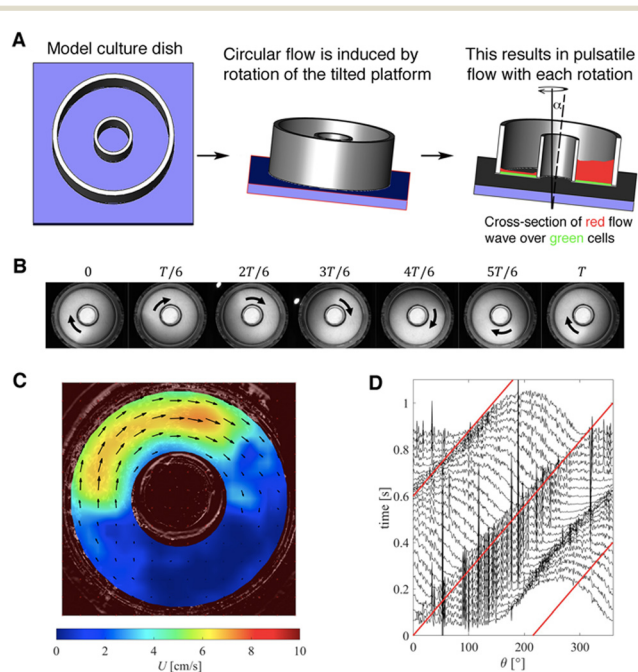 A
Model culture dish
Circular flow is induced by
rotation of the tilted platform
This results in pulsatile
flow with each rotation
α
Cross-section of red flow
wave over green cells
B
0 T/6 2T/6 3T/6 4T/6 5T/6 T
C
0 2 4 6 8 10
U [cm/s]
D
1
0.8
0.6
0.4
0.2
0
time [s]
0 100 200 300
θ [°]